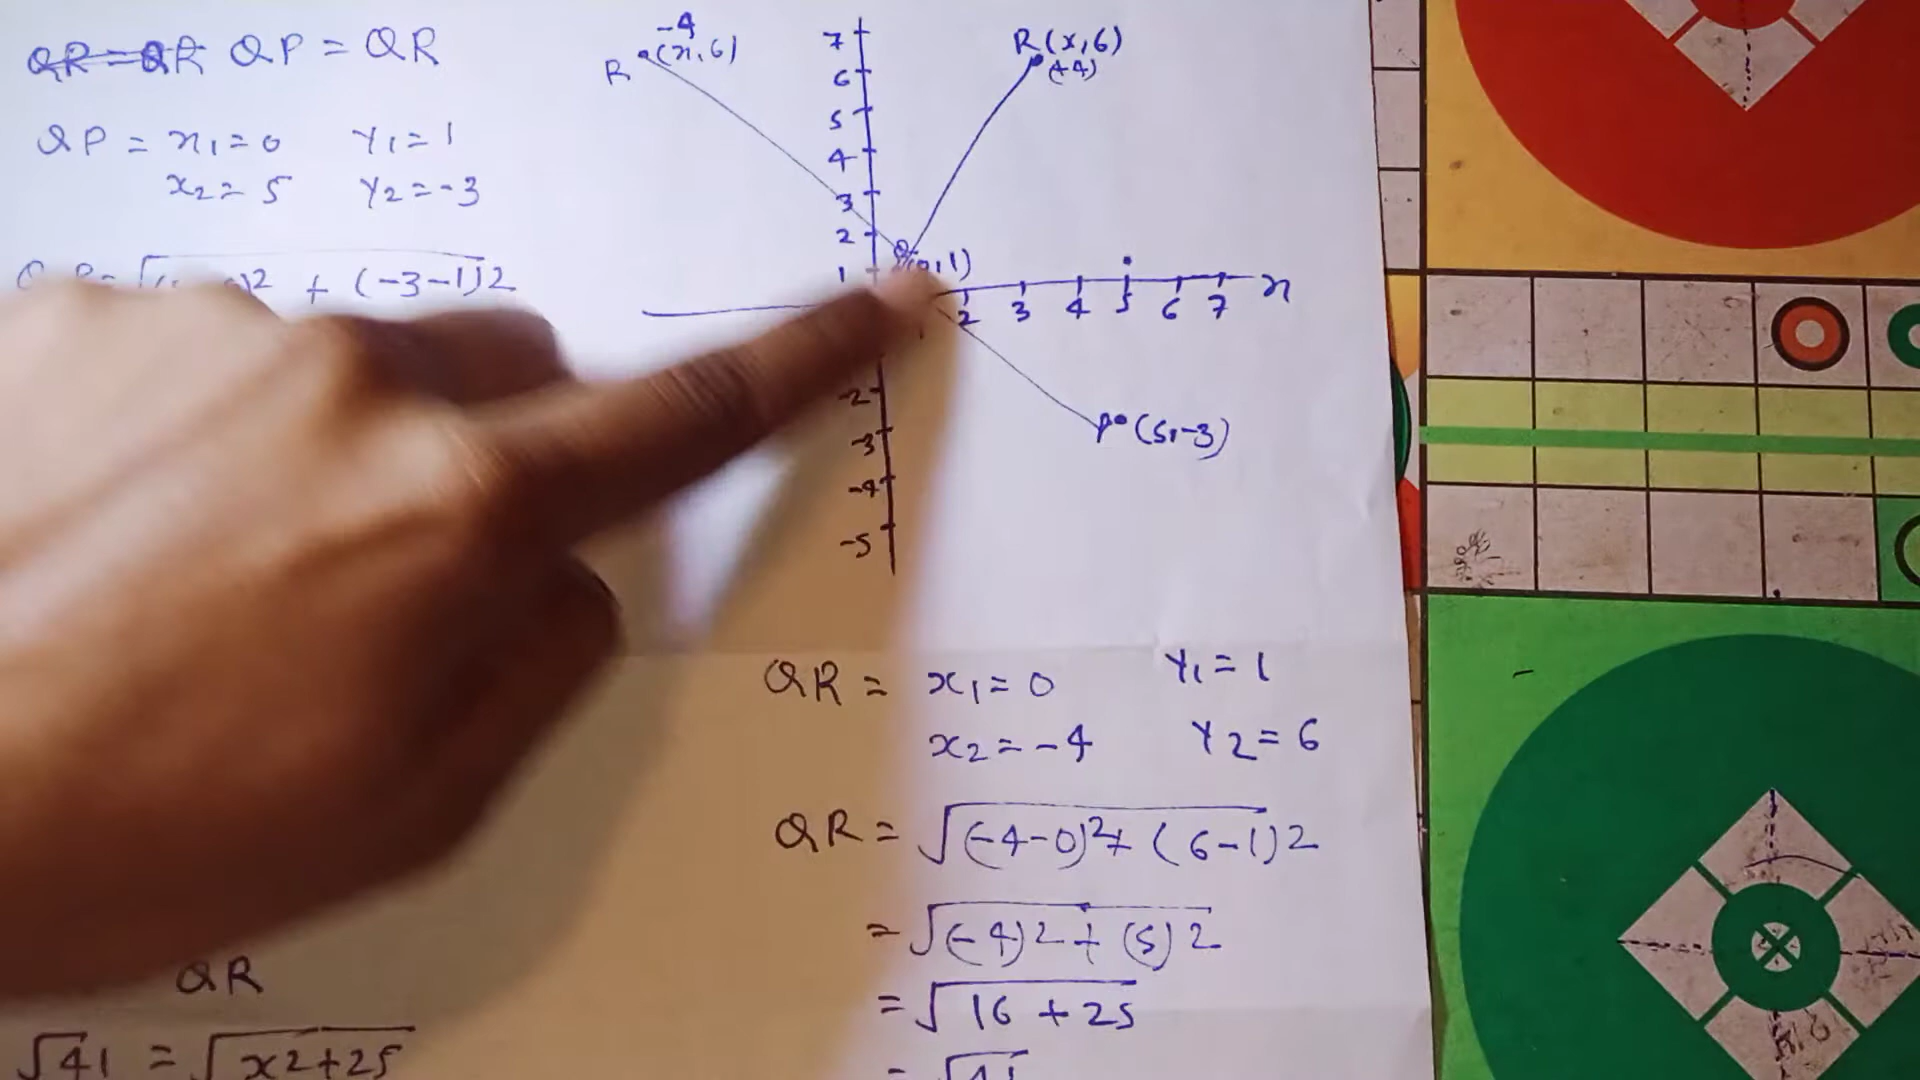 QR = QR QP = QR
QP = x1 = 0 Y1 = 1
x2 = 5 Y2 = -3
)2 + (-3-1)2
-4
R (x,6)
R(x,6)
(+4)
7
6
5
4
3
2
1
Q
(0,1)
2 3 4 5 6 7 x
-2
-3
-4
-5
P (5,-3)
QR = x1 = 0 Y1 = 1
x2 = -4 Y2 = 6
QR = √(-4-0)2 + (6-1)2
= √(-4)2 + (5)2
= √16 + 25
= √41
QR
√41 = √x2+25